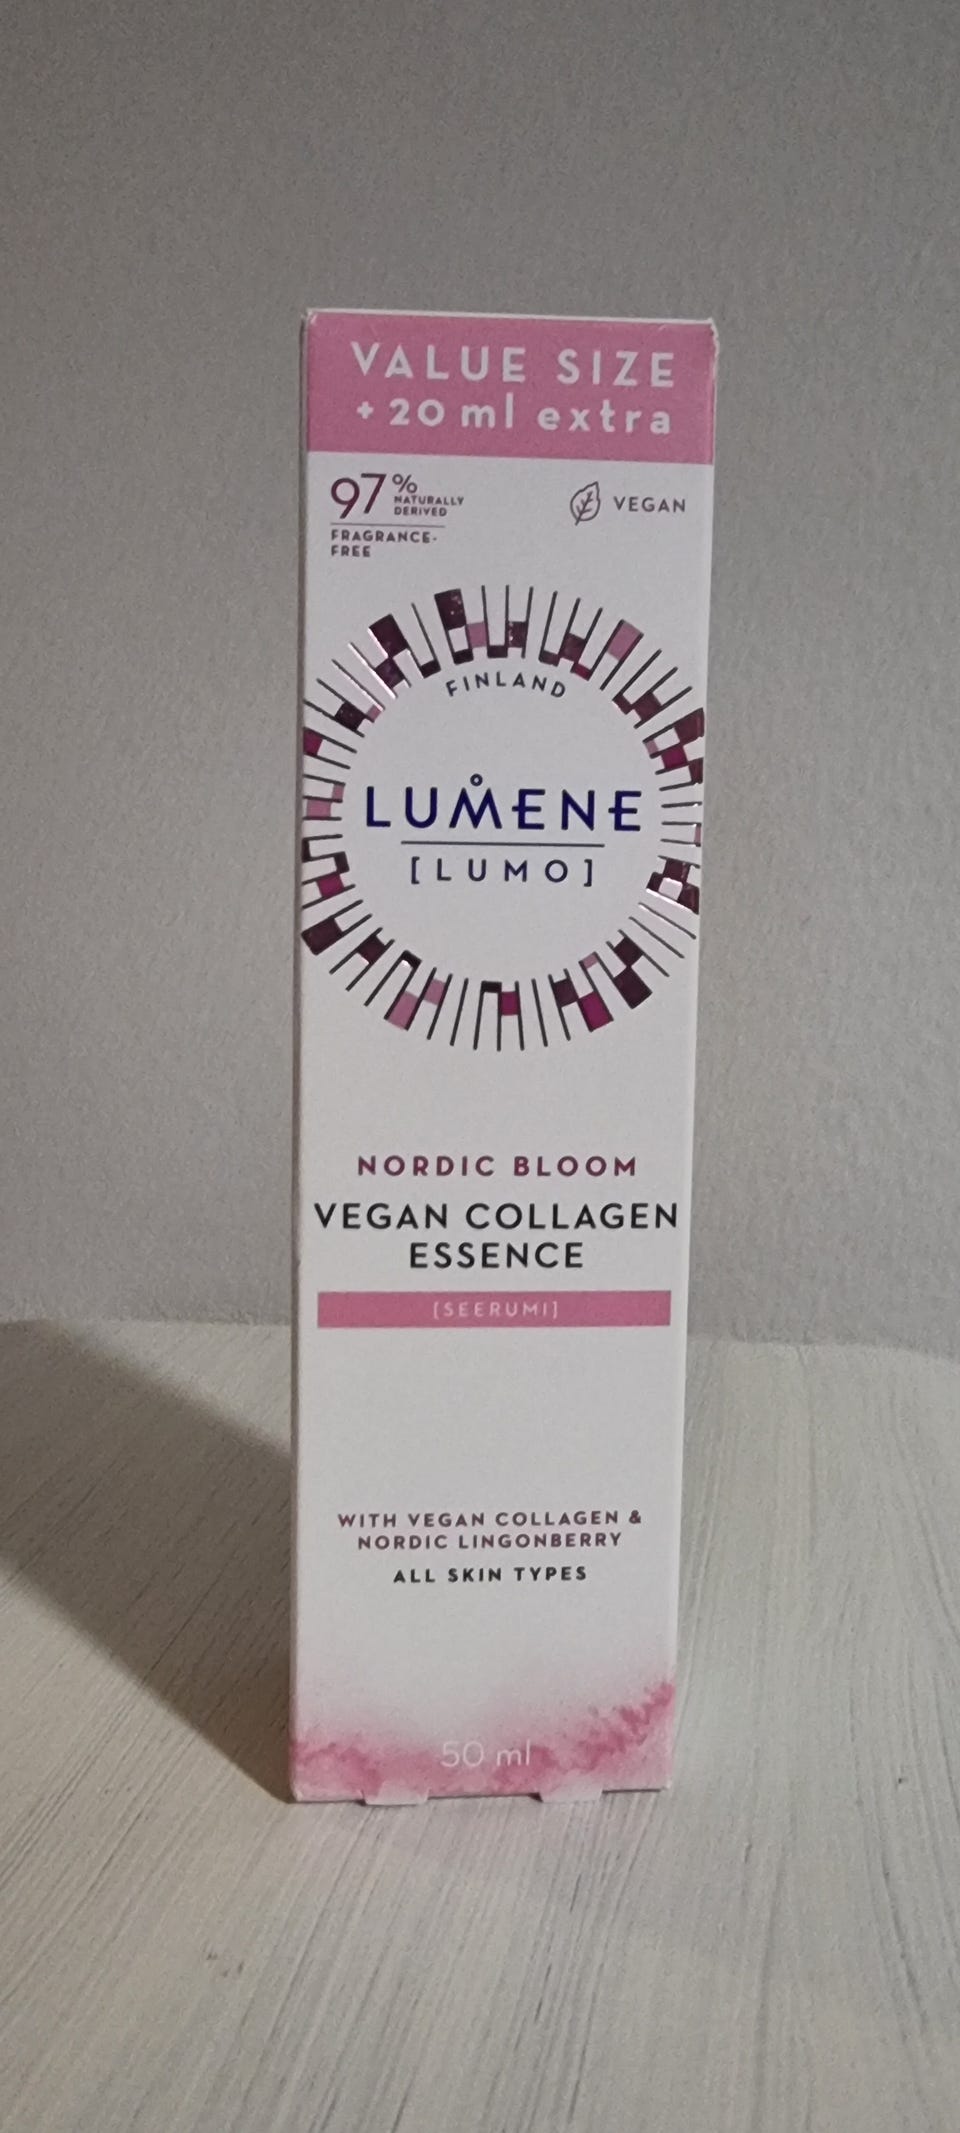 VALUE SIZE
+ 20 ml extra
97% NATURALLY
DERIVED
FRAGRANCE-
FREE
VEGAN
FINLAND
LUMENE
[LUMO]
NORDIC BLOOM
VEGAN COLLAGEN
ESSENCE
[SEERUMI]
WITH VEGAN COLLAGEN &
NORDIC LINGONBERRY
ALL SKIN TYPES
50 ml